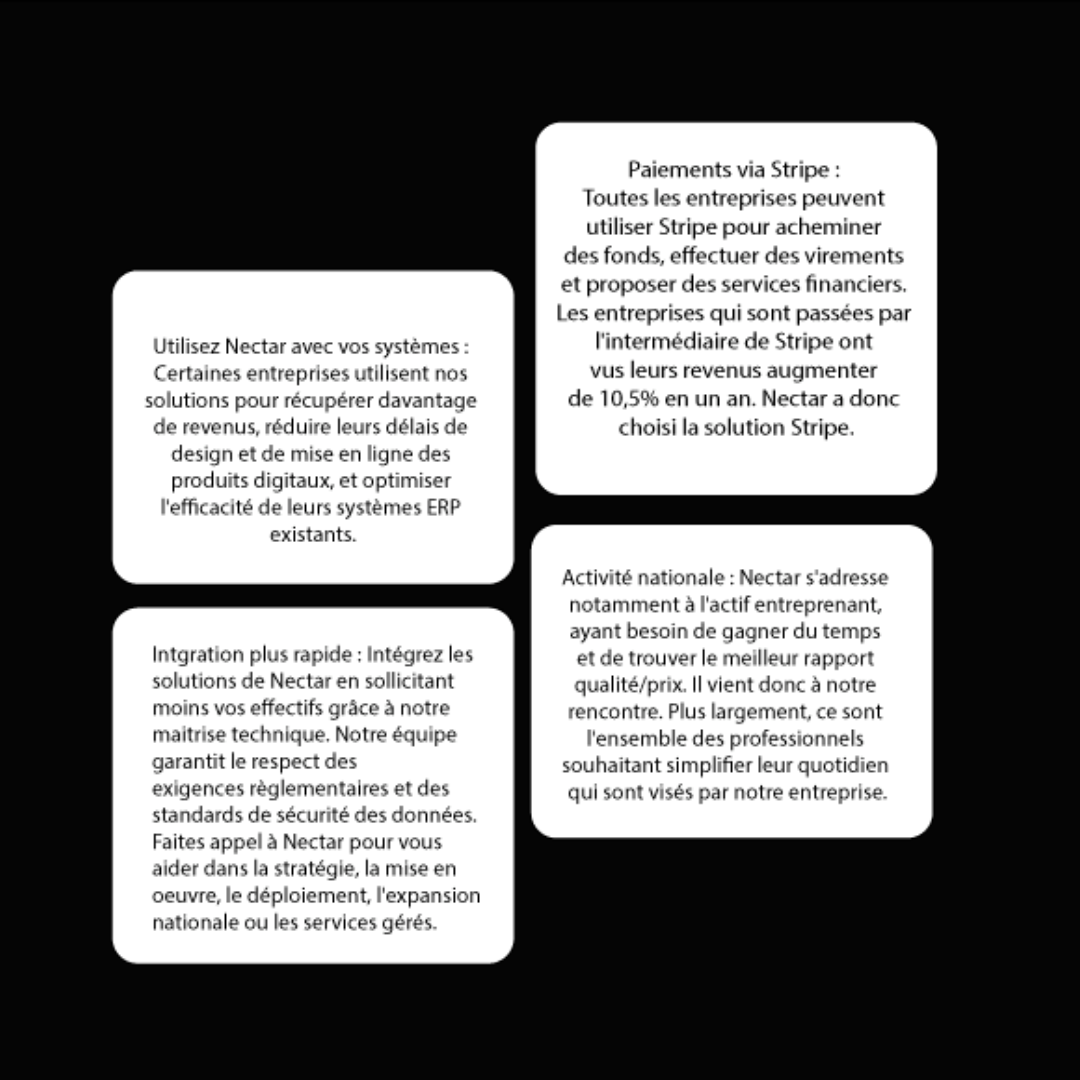 Utilisez Nectar avec vos systèmes :
Certaines entreprises utilisent nos
solutions pour récupérer davantage
de revenus, réduire leurs délais de
design et de mise en ligne des
produits digitaux, et optimiser
l'efficacité de leurs systèmes ERP
existants.
Intgration plus rapide : Intégrez les
solutions de Nectar en sollicitant
moins vos effectifs grâce à notre
maitrise technique. Notre équipe
garantit le respect des
exigences règlementaires et des
standards de sécurité des données.
Faites appel à Nectar pour vous
aider dans la stratégie, la mise en
oeuvre, le déploiement, l'expansion
nationale ou les services gérés.
Paiements via Stripe :
Toutes les entreprises peuvent
utiliser Stripe pour acheminer
des fonds, effectuer des virements
et proposer des services financiers.
Les entreprises qui sont passées par
l'intermédiaire de Stripe ont
vus leurs revenus augmenter
de 10,5% en un an. Nectar a donc
choisi la solution Stripe.
Activité nationale : Nectar s'adresse
notamment à l'actif entreprenant,
ayant besoin de gagner du temps
et de trouver le meilleur rapport
qualité/prix. Il vient donc à notre
rencontre. Plus largement, ce sont
l'ensemble des professionnels
souhaitant simplifier leur quotidien
qui sont visés par notre entreprise.